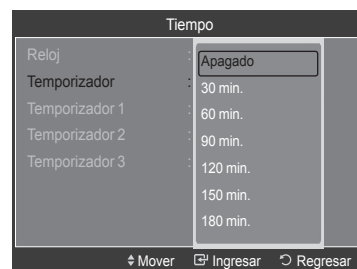 Tiempo
Reloj :
Temporizador : Apagado
30 min.
Temporizador 1 : 60 min.
Temporizador 2 : 90 min.
Temporizador 3 : 120 min.
150 min.
180 min.
Mover Ingresar Regresar